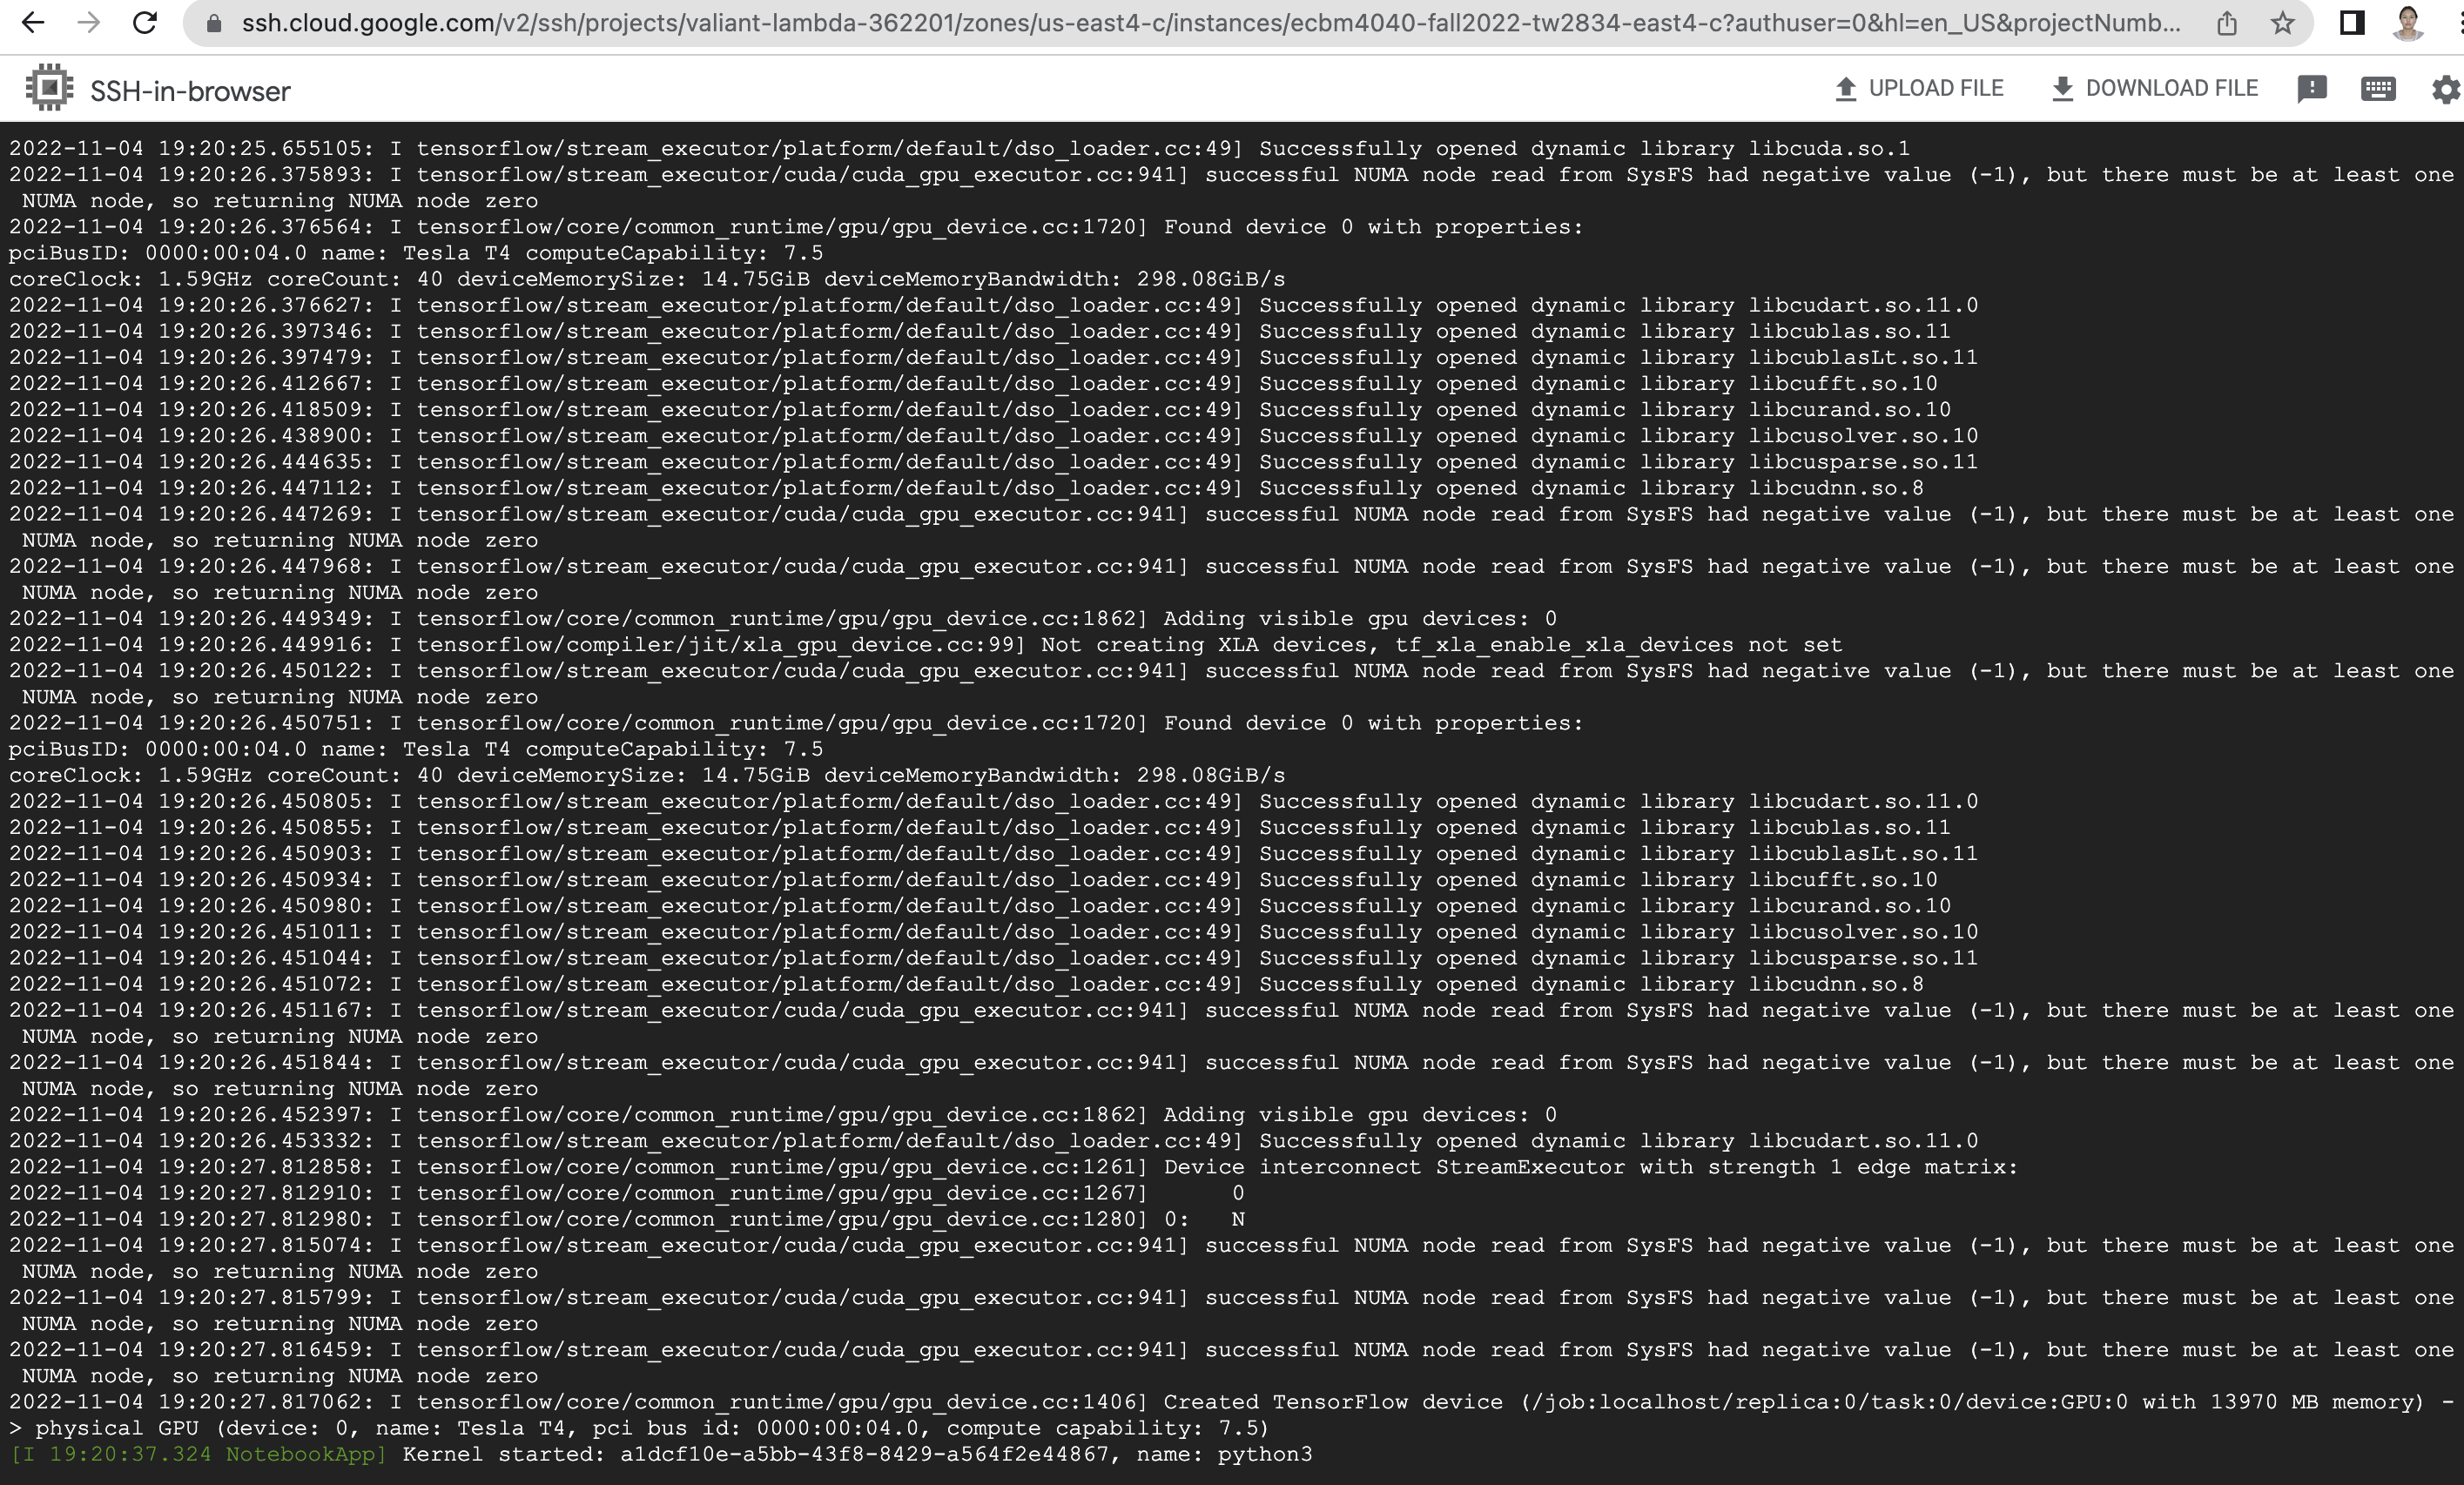 ssh.cloud.google.com/v2/ssh/projects/valiant-lambda-362201/zones/us-east4-c/instances/ecbm4040-fall2022-tw2834-east4-c?authuser=0&hl=en_US&projectNumb...
SSH-in-browser
UPLOAD FILE
DOWNLOAD FILE
2022-11-04 19:20:25.655105: I tensorflow/stream_executor/platform/default/dso_loader.cc:49] Successfully opened dynamic library libcuda.so.1
2022-11-04 19:20:26.375893: I tensorflow/stream_executor/cuda/cuda_gpu_executor.cc:941] successful NUMA node read from SysFS had negative value (-1), but there must be at least one
NUMA node, so returning NUMA node zero
2022-11-04 19:20:26.376564: I tensorflow/core/common_runtime/gpu/gpu_device.cc:1720] Found device 0 with properties:
pciBusID: 0000:00:04.0 name: Tesla T4 computeCapability: 7.5
coreClock: 1.59GHz coreCount: 40 deviceMemorySize: 14.75GiB deviceMemoryBandwidth: 298.08GiB/s
2022-11-04 19:20:26.376627: I tensorflow/stream_executor/platform/default/dso_loader.cc:49] Successfully opened dynamic library libcudart.so.11.0
2022-11-04 19:20:26.397346: I tensorflow/stream_executor/platform/default/dso_loader.cc:49] Successfully opened dynamic library libcublas.so.11
2022-11-04 19:20:26.397479: I tensorflow/stream_executor/platform/default/dso_loader.cc:49] Successfully opened dynamic library libcublasLt.so.11
2022-11-04 19:20:26.412667: I tensorflow/stream_executor/platform/default/dso_loader.cc:49] Successfully opened dynamic library libcufft.so.10
2022-11-04 19:20:26.418509: I tensorflow/stream_executor/platform/default/dso_loader.cc:49] Successfully opened dynamic library libcurand.so.10
2022-11-04 19:20:26.438900: I tensorflow/stream_executor/platform/default/dso_loader.cc:49] Successfully opened dynamic library libcusolver.so.10
2022-11-04 19:20:26.444635: I tensorflow/stream_executor/platform/default/dso_loader.cc:49] Successfully opened dynamic library libcusparse.so.11
2022-11-04 19:20:26.447112: I tensorflow/stream_executor/platform/default/dso_loader.cc:49] Successfully opened dynamic library libcudnn.so.8
2022-11-04 19:20:26.447269: I tensorflow/stream_executor/cuda/cuda_gpu_executor.cc:941] successful NUMA node read from SysFS had negative value (-1), but there must be at least one
NUMA node, so returning NUMA node zero
2022-11-04 19:20:26.447968: I tensorflow/stream_executor/cuda/cuda_gpu_executor.cc:941] successful NUMA node read from SysFS had negative value (-1), but there must be at least one
NUMA node, so returning NUMA node zero
2022-11-04 19:20:26.449349: I tensorflow/core/common_runtime/gpu/gpu_device.cc:1862] Adding visible gpu devices: 0
2022-11-04 19:20:26.449916: I tensorflow/compiler/jit/xla_gpu_device.cc:99] Not creating XLA devices, tf_xla_enable_xla_devices not set
2022-11-04 19:20:26.450122: I tensorflow/stream_executor/cuda/cuda_gpu_executor.cc:941] successful NUMA node read from SysFS had negative value (-1), but there must be at least one
NUMA node, so returning NUMA node zero
2022-11-04 19:20:26.450751: I tensorflow/core/common_runtime/gpu/gpu_device.cc:1720] Found device 0 with properties:
pciBusID: 0000:00:04.0 name: Tesla T4 computeCapability: 7.5
coreClock: 1.59GHz coreCount: 40 deviceMemorySize: 14.75GiB deviceMemoryBandwidth: 298.08GiB/s
2022-11-04 19:20:26.450805: I tensorflow/stream_executor/platform/default/dso_loader.cc:49] Successfully opened dynamic library libcudart.so.11.0
2022-11-04 19:20:26.450855: I tensorflow/stream_executor/platform/default/dso_loader.cc:49] Successfully opened dynamic library libcublas.so.11
2022-11-04 19:20:26.450903: I tensorflow/stream_executor/platform/default/dso_loader.cc:49] Successfully opened dynamic library libcublasLt.so.11
2022-11-04 19:20:26.450934: I tensorflow/stream_executor/platform/default/dso_loader.cc:49] Successfully opened dynamic library libcufft.so.10
2022-11-04 19:20:26.450980: I tensorflow/stream_executor/platform/default/dso_loader.cc:49] Successfully opened dynamic library libcurand.so.10
2022-11-04 19:20:26.451011: I tensorflow/stream_executor/platform/default/dso_loader.cc:49] Successfully opened dynamic library libcusolver.so.10
2022-11-04 19:20:26.451044: I tensorflow/stream_executor/platform/default/dso_loader.cc:49] Successfully opened dynamic library libcusparse.so.11
2022-11-04 19:20:26.451072: I tensorflow/stream_executor/platform/default/dso_loader.cc:49] Successfully opened dynamic library libcudnn.so.8
2022-11-04 19:20:26.451167: I tensorflow/stream_executor/cuda/cuda_gpu_executor.cc:941] successful NUMA node read from SysFS had negative value (-1), but there must be at least one
NUMA node, so returning NUMA node zero
2022-11-04 19:20:26.451844: I tensorflow/stream_executor/cuda/cuda_gpu_executor.cc:941] successful NUMA node read from SysFS had negative value (-1), but there must be at least one
NUMA node, so returning NUMA node zero
2022-11-04 19:20:26.452397: I tensorflow/core/common_runtime/gpu/gpu_device.cc:1862] Adding visible gpu devices: 0
2022-11-04 19:20:26.453332: I tensorflow/stream_executor/platform/default/dso_loader.cc:49] Successfully opened dynamic library libcudart.so.11.0
2022-11-04 19:20:27.812858: I tensorflow/core/common_runtime/gpu/gpu_device.cc:1261] Device interconnect StreamExecutor with strength 1 edge matrix:
2022-11-04 19:20:27.812910: I tensorflow/core/common_runtime/gpu/gpu_device.cc:1267]      0
2022-11-04 19:20:27.812980: I tensorflow/core/common_runtime/gpu/gpu_device.cc:1280] 0:   N
2022-11-04 19:20:27.815074: I tensorflow/stream_executor/cuda/cuda_gpu_executor.cc:941] successful NUMA node read from SysFS had negative value (-1), but there must be at least one
NUMA node, so returning NUMA node zero
2022-11-04 19:20:27.815799: I tensorflow/stream_executor/cuda/cuda_gpu_executor.cc:941] successful NUMA node read from SysFS had negative value (-1), but there must be at least one
NUMA node, so returning NUMA node zero
2022-11-04 19:20:27.816459: I tensorflow/stream_executor/cuda/cuda_gpu_executor.cc:941] successful NUMA node read from SysFS had negative value (-1), but there must be at least one
NUMA node, so returning NUMA node zero
2022-11-04 19:20:27.817062: I tensorflow/core/common_runtime/gpu/gpu_device.cc:1406] Created TensorFlow device (/job:localhost/replica:0/task:0/device:GPU:0 with 13970 MB memory) -
> physical GPU (device: 0, name: Tesla T4, pci bus id: 0000:00:04.0, compute capability: 7.5)
[I 19:20:37.324 NotebookApp] Kernel started: a1dcf10e-a5bb-43f8-8429-a564f2e44867, name: python3